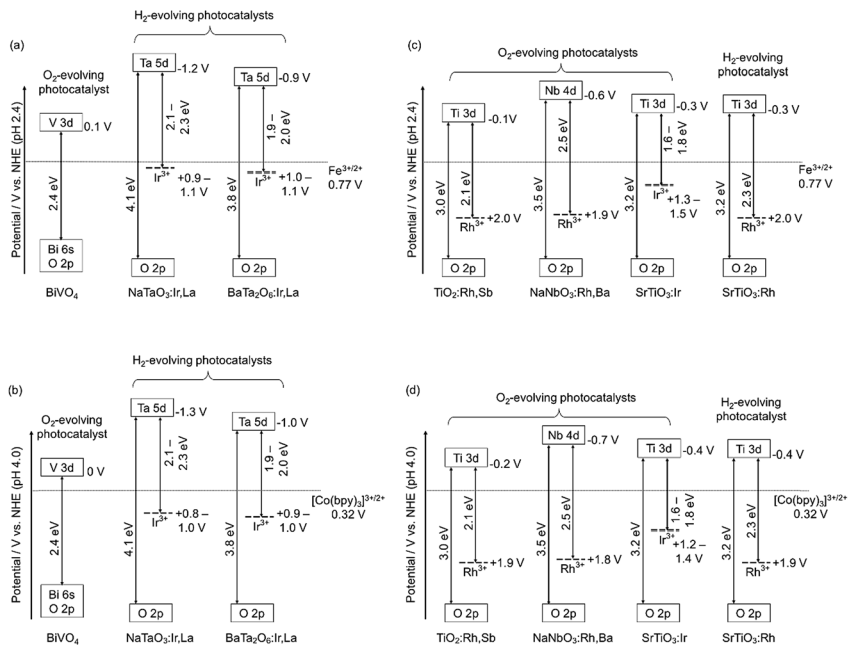 H₂-evolving photocatalysts
(a)
O₂-evolving
photocatalyst
Ta 5d
-1.2 V
Ta 5d
-0.9 V
V 3d
0.1 V
2.1 –
2.3 eV
1.9 –
2.0 eV
Potential / V vs. NHE (pH 2.4)
Fe³⁺/²⁺
0.77 V
Ir³⁺
+0.9 –
1.1 V
Ir³⁺
+1.0 –
1.1 V
2.4 eV
4.1 eV
3.8 eV
Bi 6s
O 2p
O 2p
O 2p
BiVO₄
NaTaO₃:Ir,La
BaTa₂O₆:Ir,La
(c)
O₂-evolving photocatalysts
H₂-evolving
photocatalyst
Ti 3d
-0.1V
Nb 4d
-0.6 V
Ti 3d
-0.3 V
Ti 3d
-0.3 V
Potential / V vs. NHE (pH 2.4)
3.0 eV
2.1 eV
3.5 eV
2.5 eV
3.2 eV
1.6 –
1.8 eV
3.2 eV
2.3 eV
Fe³⁺/²⁺
0.77 V
Rh³⁺
+2.0 V
Rh³⁺
+1.9 V
Ir³⁺
+1.3 –
1.5 V
Rh³⁺
+2.0 V
O 2p
O 2p
O 2p
O 2p
TiO₂:Rh,Sb
NaNbO₃:Rh,Ba
SrTiO₃:Ir
SrTiO₃:Rh
H₂-evolving photocatalysts
(b)
O₂-evolving
photocatalyst
Ta 5d
-1.3 V
Ta 5d
-1.0 V
V 3d
0 V
2.1 –
2.3 eV
1.9 –
2.0 eV
Potential / V vs. NHE (pH 4.0)
[Co(bpy)₃]³⁺/²⁺
0.32 V
Ir³⁺
+0.8 –
1.0 V
Ir³⁺
+0.9 –
1.0 V
2.4 eV
4.1 eV
3.8 eV
Bi 6s
O 2p
O 2p
O 2p
BiVO₄
NaTaO₃:Ir,La
BaTa₂O₆:Ir,La
(d)
O₂-evolving photocatalysts
H₂-evolving
photocatalyst
Ti 3d
-0.2 V
Nb 4d
-0.7 V
Ti 3d
-0.4 V
Ti 3d
-0.4 V
Potential / V vs. NHE (pH 4.0)
3.0 eV
2.1 eV
3.5 eV
2.5 eV
3.2 eV
1.6 –
1.8 eV
3.2 eV
2.3 eV
[Co(bpy)₃]³⁺/²⁺
0.32 V
Rh³⁺
+1.9 V
Rh³⁺
+1.8 V
Ir³⁺
+1.2 –
1.4 V
Rh³⁺
+1.9 V
O 2p
O 2p
O 2p
O 2p
TiO₂:Rh,Sb
NaNbO₃:Rh,Ba
SrTiO₃:Ir
SrTiO₃:Rh